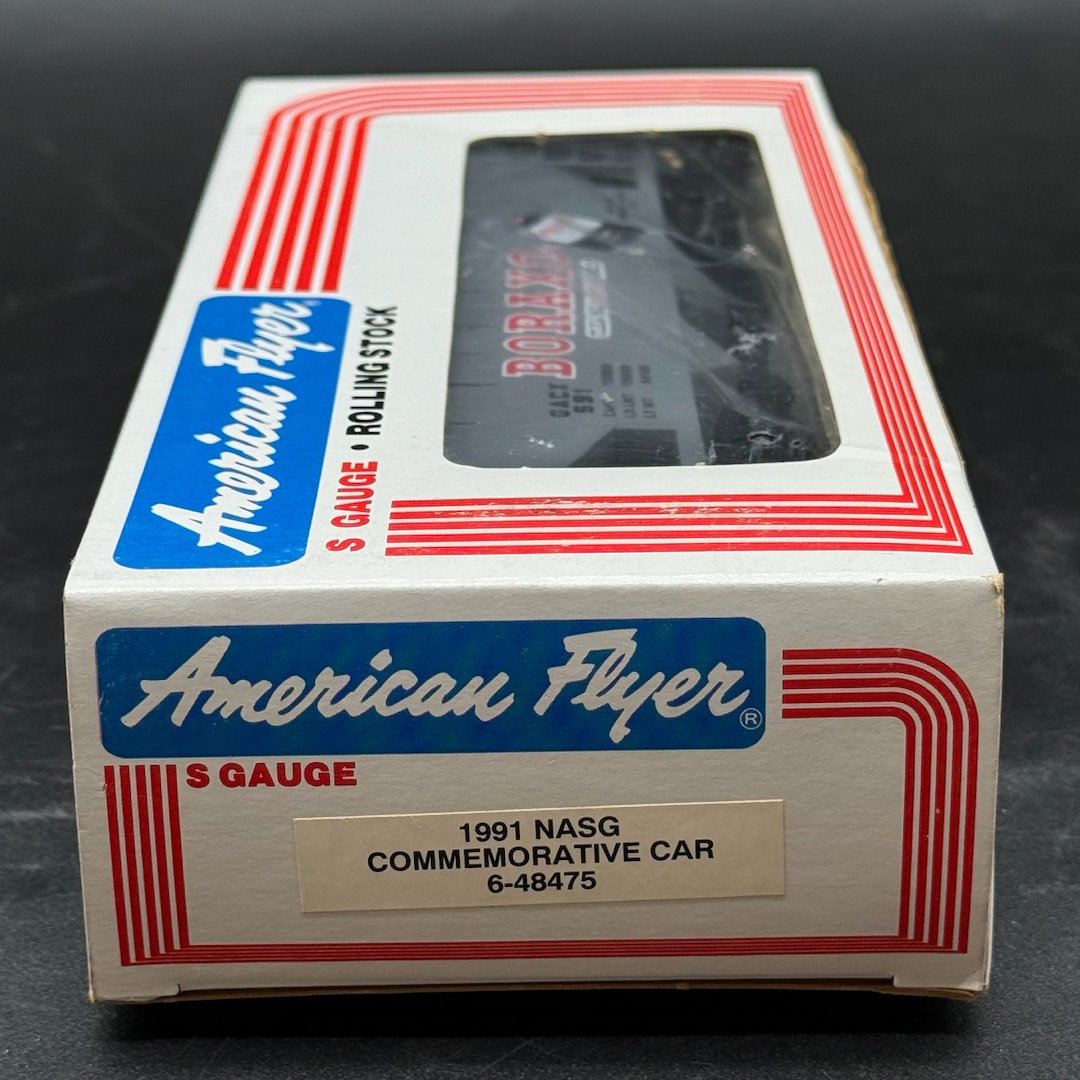 BORAXO
GACX
591
American Flyer®
S GAUGE • ROLLING STOCK
American Flyer®
S GAUGE
1991 NASG
COMMEMORATIVE CAR
6-48475